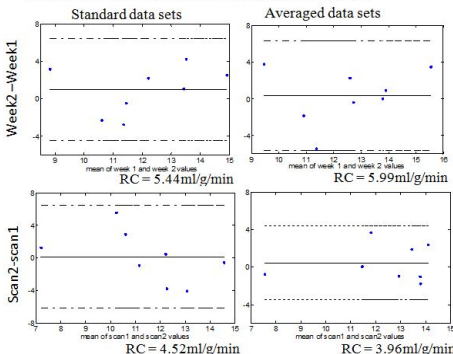 Standard data sets
Averaged data sets
Week2–Week1
8
4
0
-4
9 10 11 12 13 14 15
mean of week 1 and week 2 values
RC = 5.44ml/g/min
8
4
0
-4
9 10 11 12 13 14 15
mean of week 1 and week 2 values
RC = 5.99ml/g/min
Scan2-scan1
8
4
0
-4
-8
7 8 9 10 11 12 13 14 15
mean of scan1 and scan2 values
RC = 4.52ml/g/min
8
4
0
-4
7 8 9 10 11 12 13 14 15
mean of scan1 and scan2 values
RC = 3.96ml/g/min